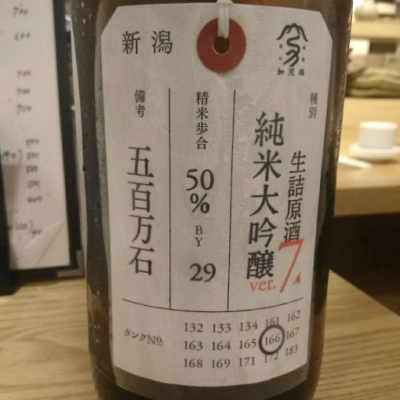 新潟
加茂錦
種別
生詰原酒
純米大吟醸
ver.7
精米歩合
50%
BY
29
備考
五百万石
タンクNo.
132 133 134 161 162
163 164 165 166 167
168 169 171 172 183